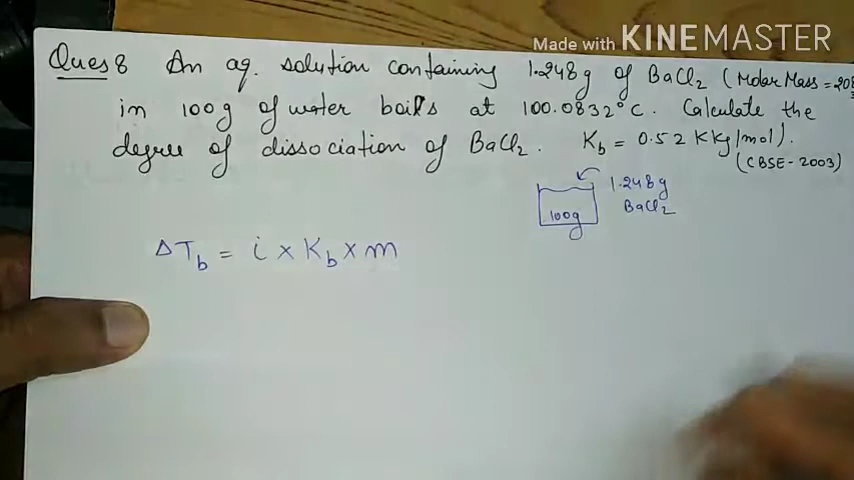 Made with KINEMASTER
Ques 8 An aq. solution containing 1.248g of BaCl2 (Molar Mass = 208
in 100g of water boils at 100.0832°C. Calculate the
degree of dissociation of BaCl2. Kb = 0.52 K Kg/mol).
(CBSE-2003)
1.248g
BaCl2
100g
ΔTb = i × Kb × m